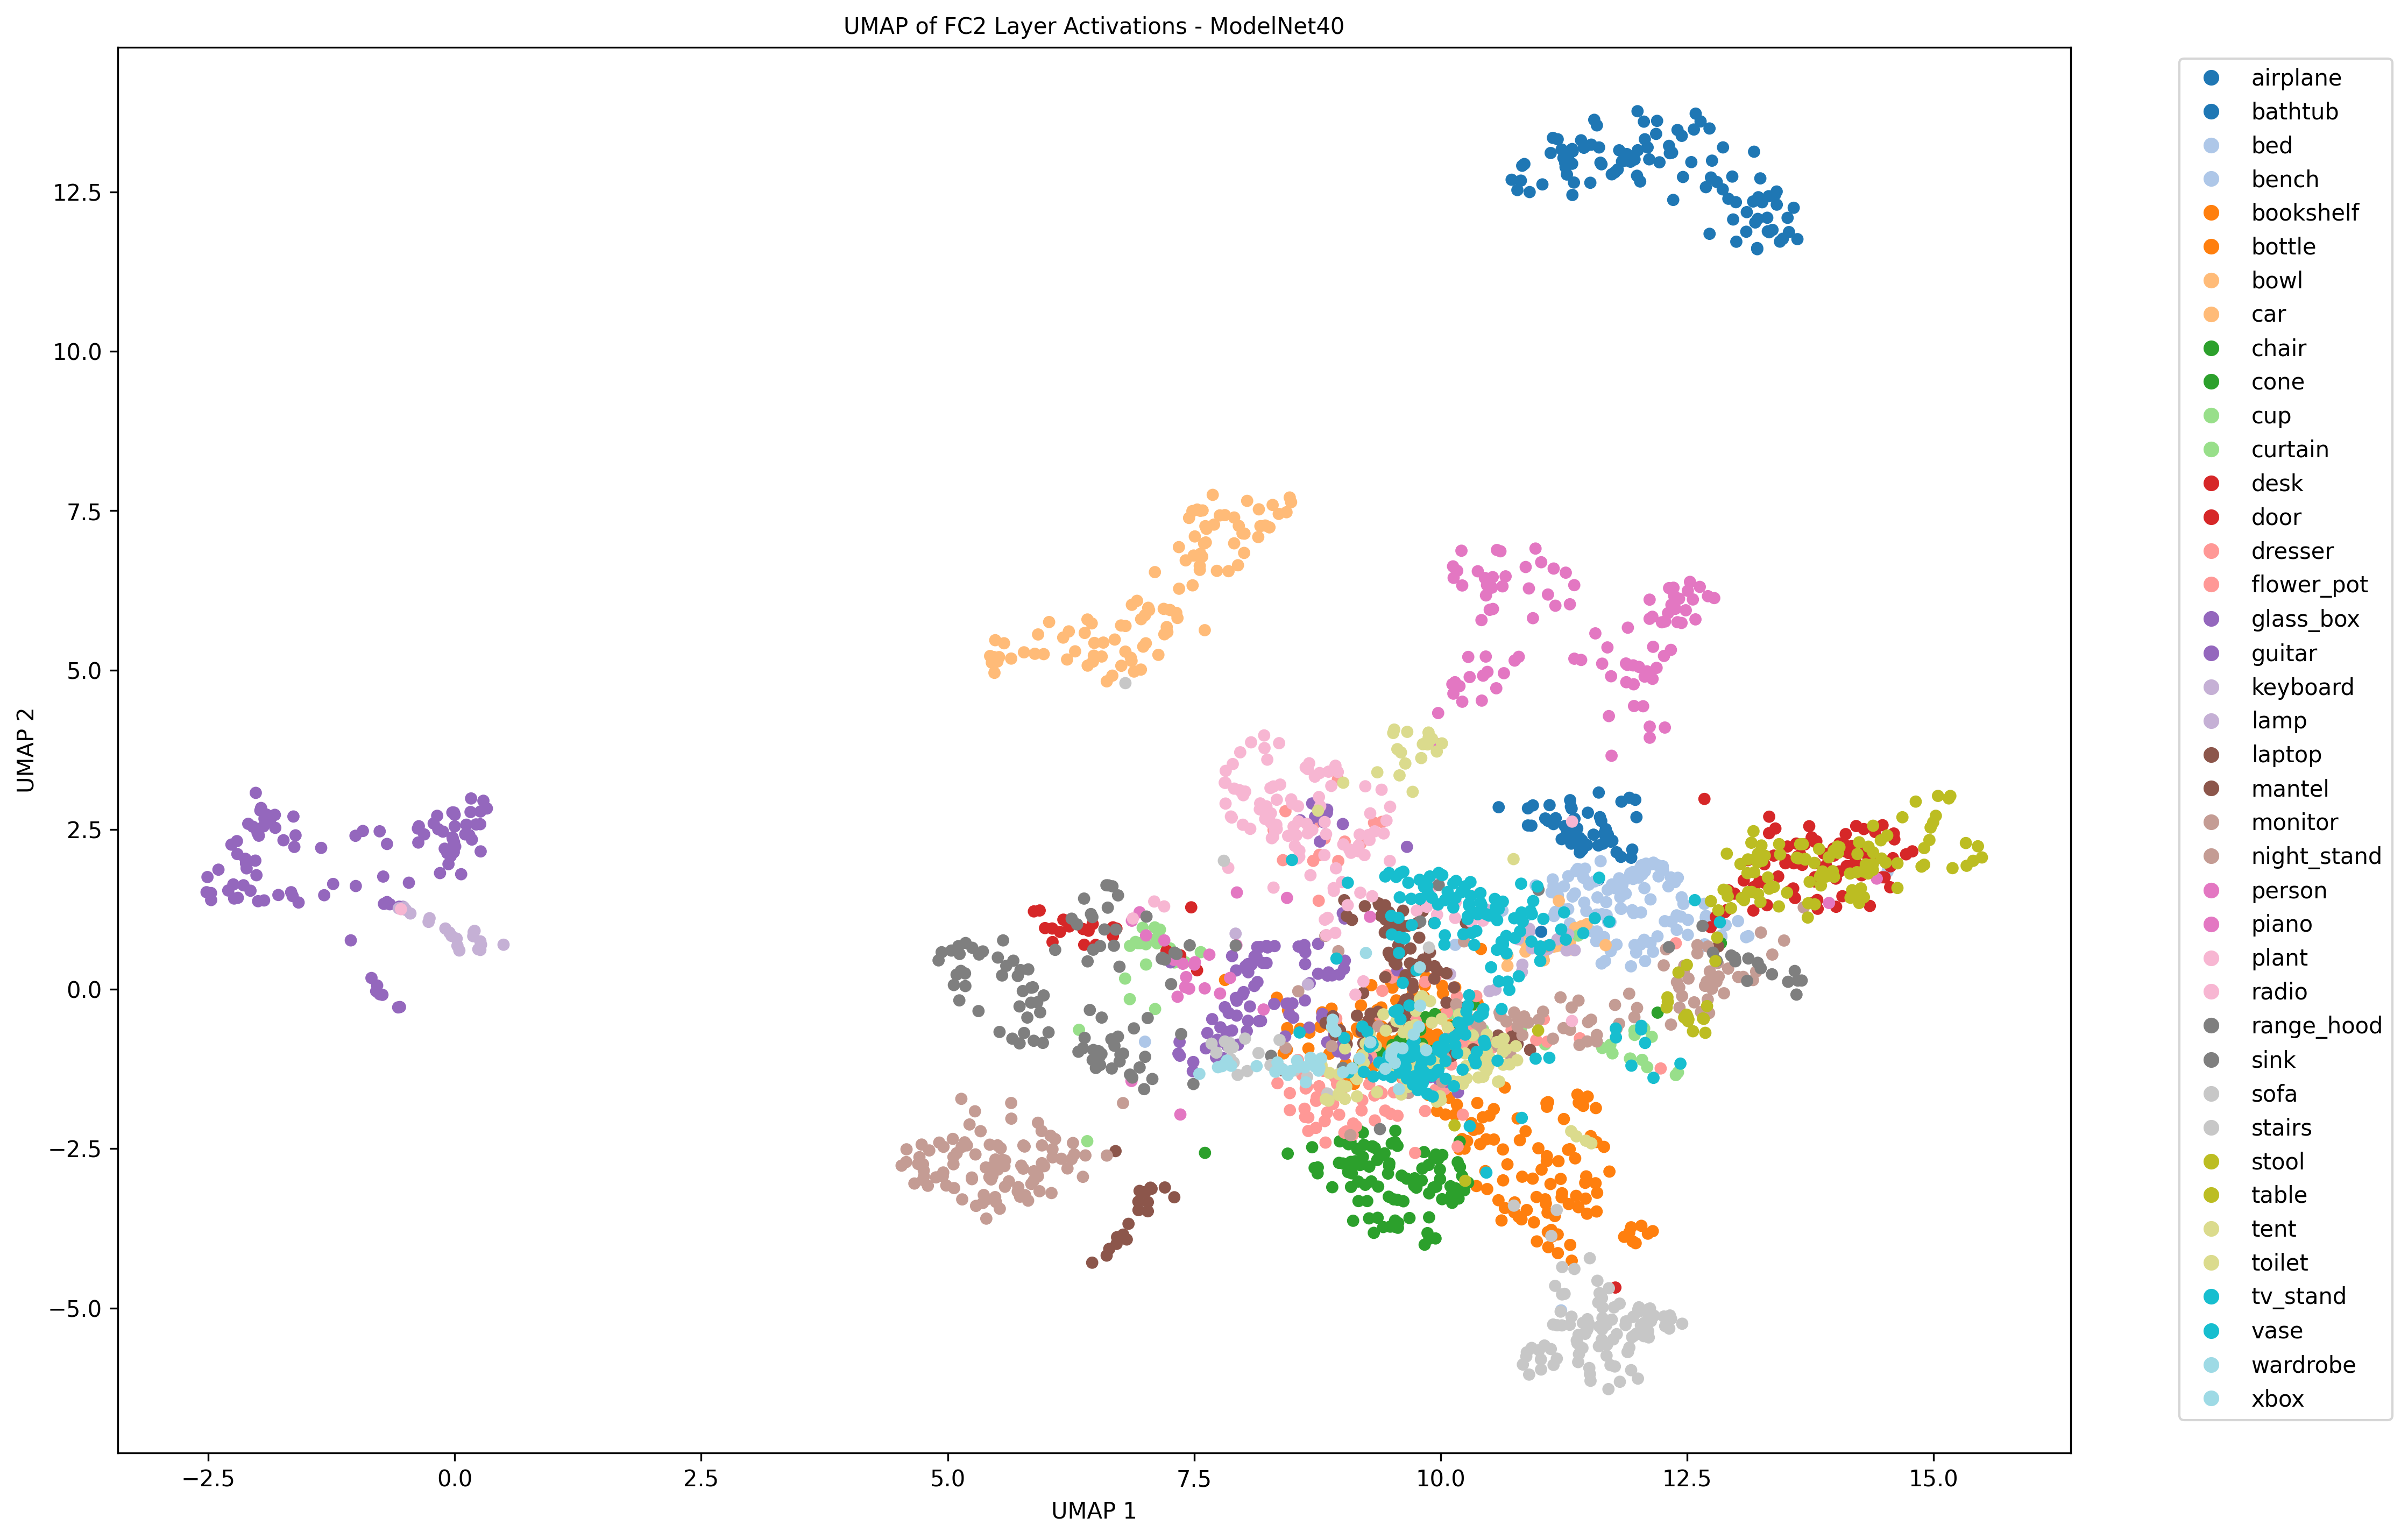 UMAP of FC2 Layer Activations - ModelNet40
12.5
10.0
7.5
5.0
2.5
0.0
−2.5
−5.0
UMAP 2
−2.5
0.0
2.5
5.0
7.5
10.0
12.5
15.0
UMAP 1
airplane
bathtub
bed
bench
bookshelf
bottle
bowl
car
chair
cone
cup
curtain
desk
door
dresser
flower_pot
glass_box
guitar
keyboard
lamp
laptop
mantel
monitor
night_stand
person
piano
plant
radio
range_hood
sink
sofa
stairs
stool
table
tent
toilet
tv_stand
vase
wardrobe
xbox